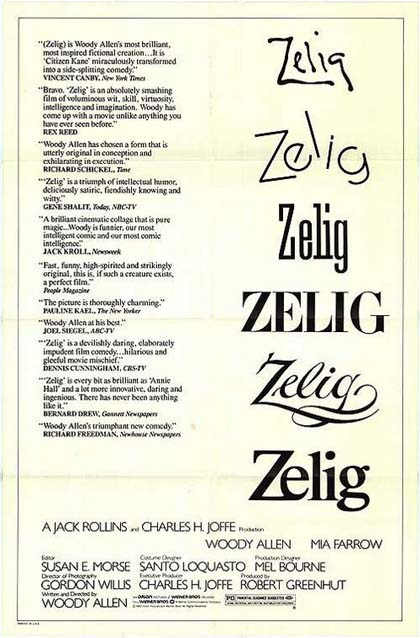 "(Zelig) is Woody Allen's most brilliant,
most inspired fictional creation...It is
'Citizen Kane' miraculously transformed
into a side-splitting comedy."
VINCENT CANBY, New York Times
"Bravo. 'Zelig' is an absolutely smashing
film of voluminous wit, skill, virtuosity,
intelligence and imagination. Woody has
come up with a movie unlike anything you
have ever seen before."
REX REED
"Woody Allen has chosen a form that is
utterly original in conception and
exhilarating in execution."
RICHARD SCHICKEL, Time
"'Zelig' is a triumph of intellectual humor,
deliciously satiric, fiendishly knowing and
witty."
GENE SHALIT, Today, NBC-TV
"A brilliant cinematic collage that is pure
magic...Woody is funnier, our most
intelligent comic and our most comic
intelligence."
JACK KROLL, Newsweek
"Fast, funny, high-spirited and strikingly
original, this is, if such a creature exists,
a perfect film."
People Magazine
"The picture is thoroughly charming."
PAULINE KAEL, The New Yorker
"Woody Allen at his best."
JOEL SIEGEL, ABC-TV
"'Zelig' is a devilishly daring, elaborately
impudent film comedy...hilarious and
gleeful movie mischief."
DENNIS CUNNINGHAM, CBS-TV
"'Zelig' is every bit as brilliant as 'Annie
Hall' and a lot more innovative, daring and
ingenious. There has never been anything
like it."
BERNARD DREW, Gannett Newspapers
"Woody Allen's triumphant new comedy."
RICHARD FREEDMAN, Newhouse Newspapers
Zelig
Zelig
Zelig
ZELIG
Zelig
Zelig
A JACK ROLLINS and CHARLES H. JOFFE Production
WOODY ALLEN MIA FARROW
Editor Costume Designer Production Designer
SUSAN E. MORSE SANTO LOQUASTO MEL BOURNE
Director of Photography Executive Producer Produced by
GORDON WILLIS CHARLES H. JOFFE ROBERT GREENHUT
Written and Directed by
WOODY ALLEN
PG PARENTAL GUIDANCE SUGGESTED